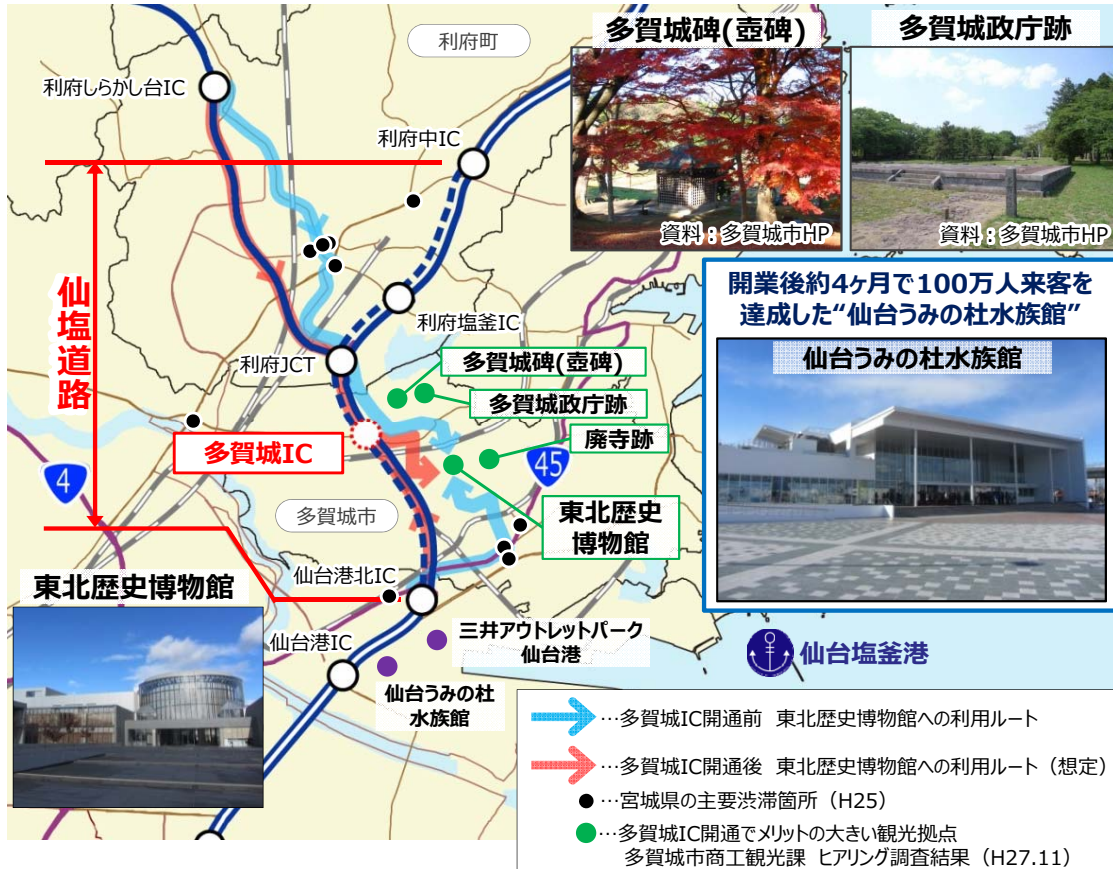 利府町
多賀城碑(壺碑)
多賀城政庁跡
利府しらかし台IC
利府中IC
資料：多賀城市HP
資料：多賀城市HP
仙塩道路
開業後約4ヶ月で100万人来客を
達成した“仙台うみの杜水族館”
仙台うみの杜水族館
利府塩釜IC
利府JCT
多賀城碑(壺碑)
多賀城政庁跡
廃寺跡
多賀城IC
4
45
多賀城市
東北歴史
博物館
仙台港北IC
東北歴史博物館
仙台港IC
三井アウトレットパーク
仙台港
仙台うみの杜
水族館
仙台塩釜港
…多賀城IC開通前 東北歴史博物館への利用ルート
…多賀城IC開通後 東北歴史博物館への利用ルート（想定）
…宮城県の主要渋滞箇所（H25）
…多賀城IC開通でメリットの大きい観光拠点
多賀城市商工観光課 ヒアリング調査結果（H27.11）